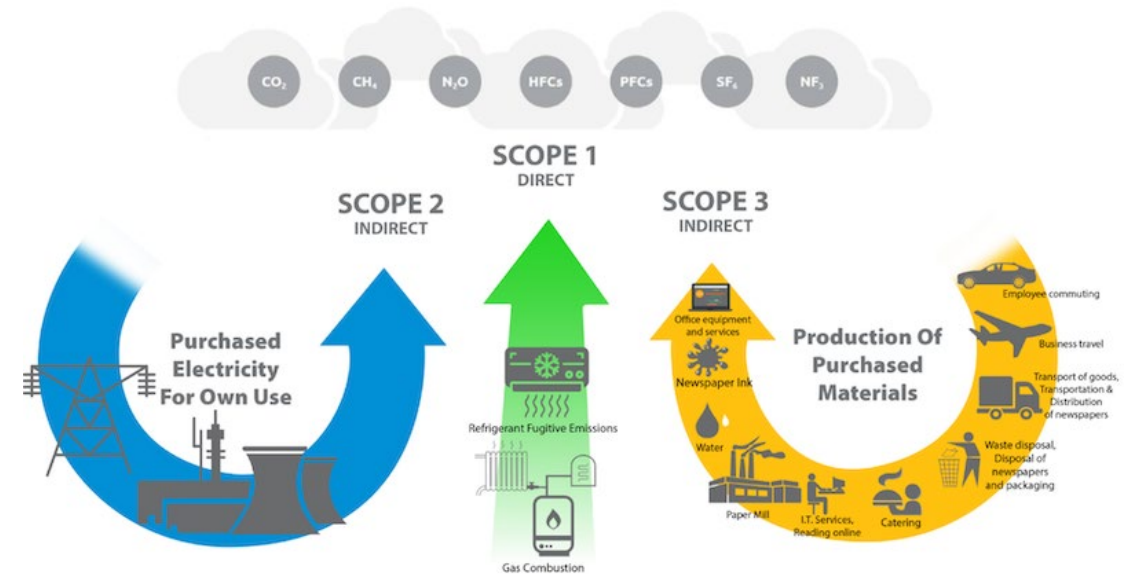 CO₂
CH₄
N₂O
HFCs
PFCs
SF₆
NF₃
SCOPE 1
DIRECT
SCOPE 2
INDIRECT
SCOPE 3
INDIRECT
Purchased
Electricity
For Own Use
Refrigerant Fugitive Emissions
Gas Combustion
Production Of
Purchased
Materials
Office equipment
and services
Newspaper Ink
Water
Paper Mill
I.T. Services,
Reading online
Catering
Waste disposal,
Disposal of
newspapers
and packaging
Transport of goods,
Transportation &
Distribution
of newspapers
Business travel
Employee commuting